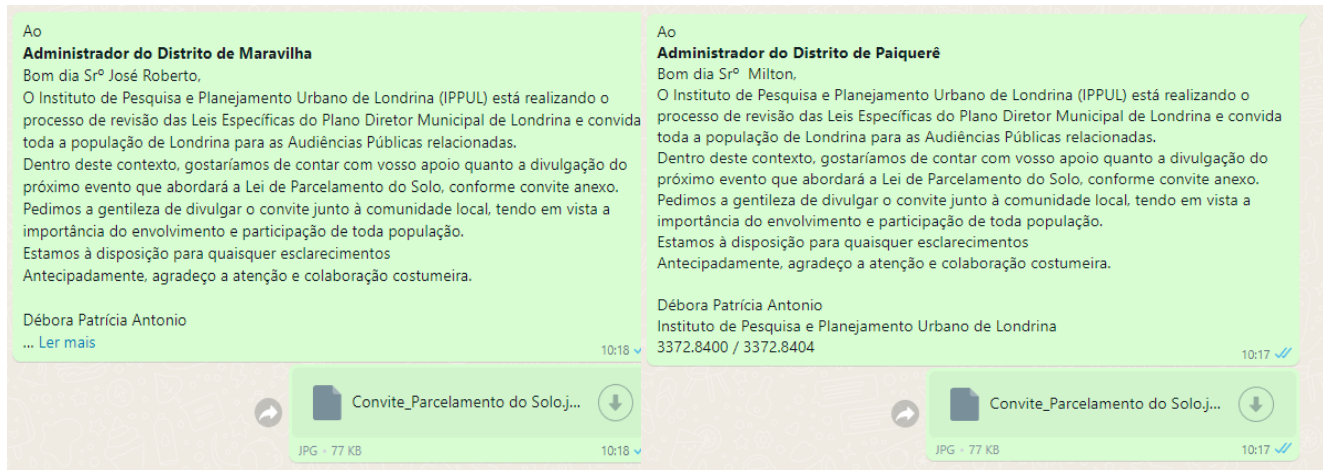 Ao
Administrador do Distrito de Maravilha
Bom dia Srº José Roberto,
O Instituto de Pesquisa e Planejamento Urbano de Londrina (IPPUL) está realizando o
processo de revisão das Leis Específicas do Plano Diretor Municipal de Londrina e convida
toda a população de Londrina para as Audiências Públicas relacionadas.
Dentro deste contexto, gostaríamos de contar com vosso apoio quanto a divulgação do
próximo evento que abordará a Lei de Parcelamento do Solo, conforme convite anexo.
Pedimos a gentileza de divulgar o convite junto à comunidade local, tendo em vista a
importância do envolvimento e participação de toda população.
Estamos à disposição para quaisquer esclarecimentos
Antecipadamente, agradeço a atenção e colaboração costumeira.
Débora Patrícia Antonio
... Ler mais
10:18
Convite_Parcelamento do Solo.j...
JPG • 77 KB
10:18
Ao
Administrador do Distrito de Paiquerê
Bom dia Srº  Milton,
O Instituto de Pesquisa e Planejamento Urbano de Londrina (IPPUL) está realizando o
processo de revisão das Leis Específicas do Plano Diretor Municipal de Londrina e convida
toda a população de Londrina para as Audiências Públicas relacionadas.
Dentro deste contexto, gostaríamos de contar com vosso apoio quanto a divulgação do
próximo evento que abordará a Lei de Parcelamento do Solo, conforme convite anexo.
Pedimos a gentileza de divulgar o convite junto à comunidade local, tendo em vista a
importância do envolvimento e participação de toda população.
Estamos à disposição para quaisquer esclarecimentos
Antecipadamente, agradeço a atenção e colaboração costumeira.
Débora Patrícia Antonio
Instituto de Pesquisa e Planejamento Urbano de Londrina
3372.8400 / 3372.8404
10:17
Convite_Parcelamento do Solo.j...
JPG • 77 KB
10:17